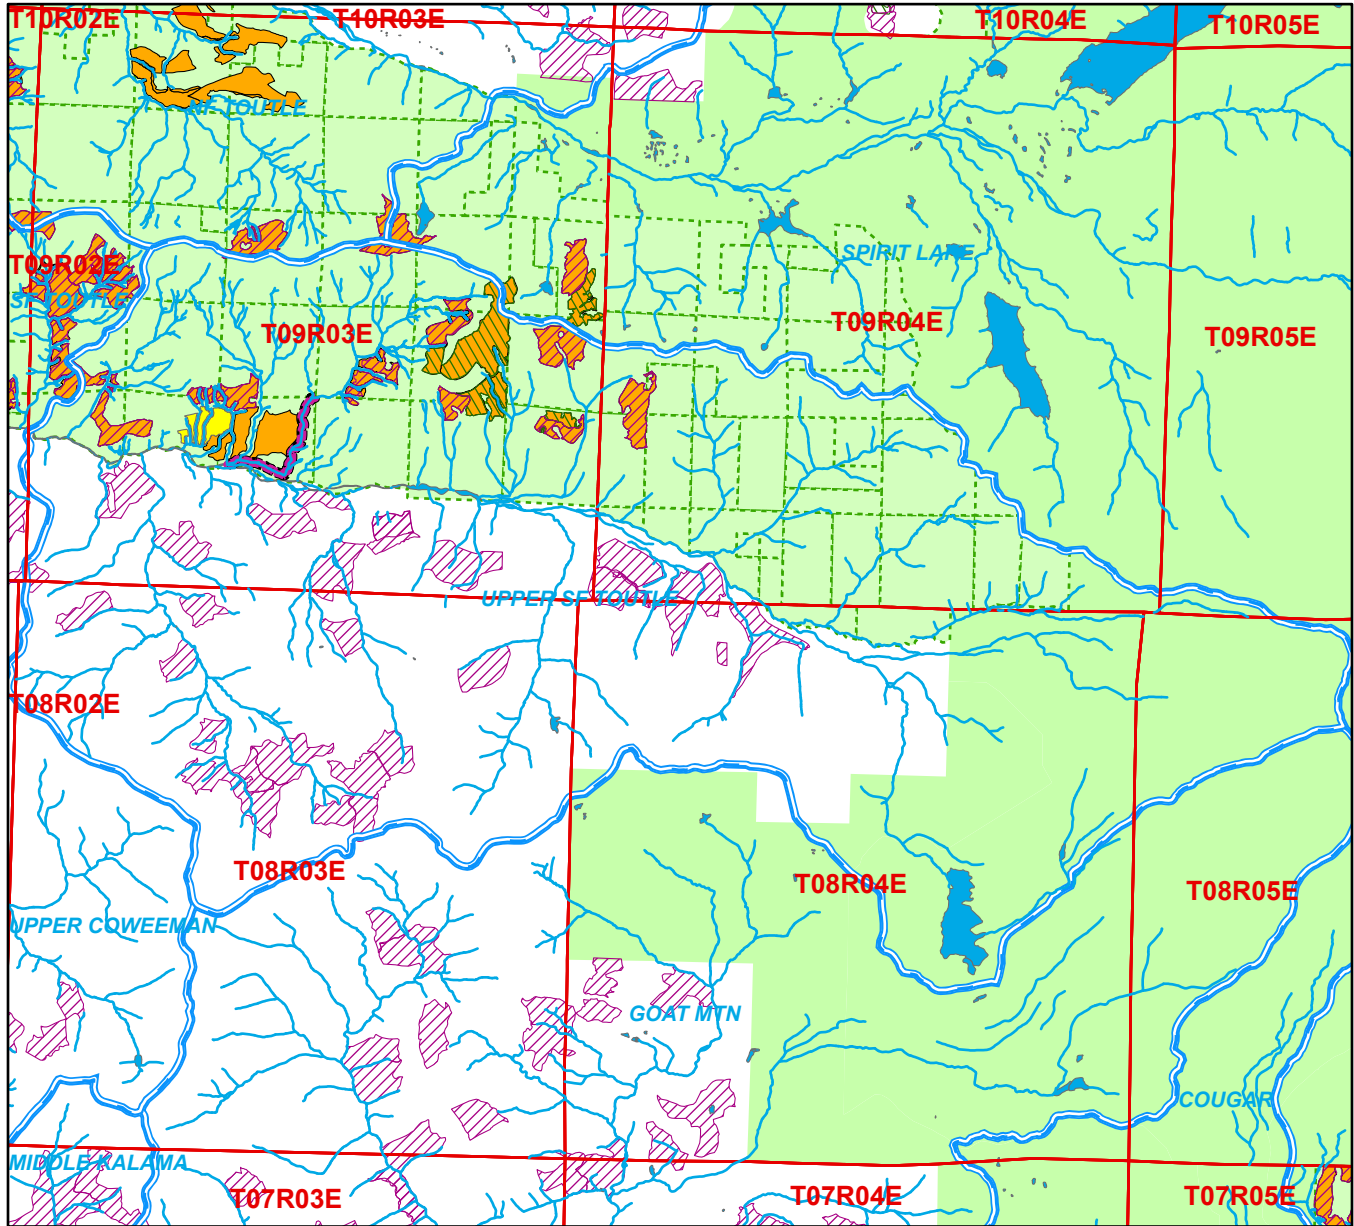 T10R02E
T10R03E
T10R04E
T10R05E
NF TOUTLE
SPIRIT LAKE
T09R02E
SF TOUTLE
T09R03E
T09R04E
T09R05E
UPPER SF TOUTLE
T08R02E
T08R03E
T08R04E
T08R05E
UPPER COWEEMAN
GOAT MTN
COUGAR
MIDDLE KALAMA
T07R03E
T07R04E
T07R05E